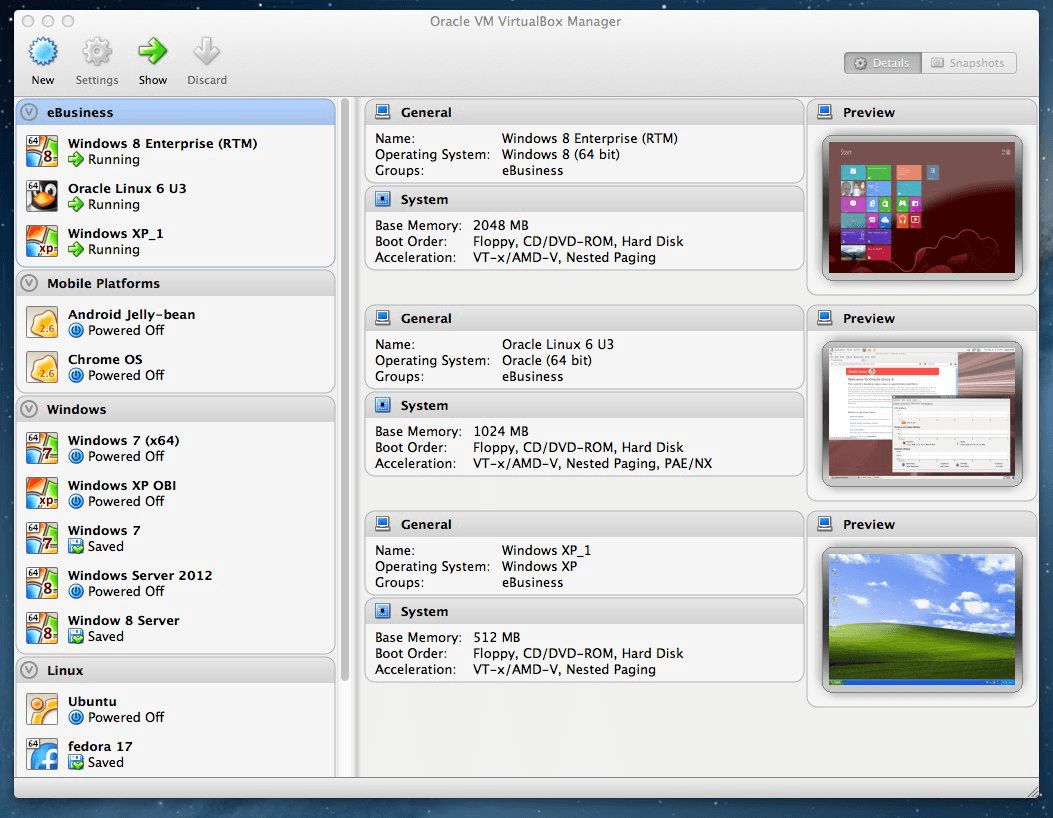 Oracle VM VirtualBox Manager
New Settings Show Discard
Details Snapshots
eBusiness
64 8 Windows 8 Enterprise (RTM)
Running
64 Oracle Linux 6 U3
Running
xp Windows XP_1
Running
Mobile Platforms
2.6 Android Jelly-bean
Powered Off
2.6 Chrome OS
Powered Off
Windows
64 7 Windows 7 (x64)
Powered Off
xp Windows XP OBI
Powered Off
64 7 Windows 7
Saved
64 8 Windows Server 2012
Powered Off
64 8 Window 8 Server
Saved
Linux
Ubuntu
Powered Off
64 fedora 17
Saved
General
Name: Windows 8 Enterprise (RTM)
Operating System: Windows 8 (64 bit)
Groups: eBusiness
System
Base Memory: 2048 MB
Boot Order: Floppy, CD/DVD-ROM, Hard Disk
Acceleration: VT-x/AMD-V, Nested Paging
Preview
Start
General
Name: Oracle Linux 6 U3
Operating System: Oracle (64 bit)
Groups: eBusiness
System
Base Memory: 1024 MB
Boot Order: Floppy, CD/DVD-ROM, Hard Disk
Acceleration: VT-x/AMD-V, Nested Paging, PAE/NX
Preview
General
Name: Windows XP_1
Operating System: Windows XP
Groups: eBusiness
System
Base Memory: 512 MB
Boot Order: Floppy, CD/DVD-ROM, Hard Disk
Acceleration: VT-x/AMD-V, Nested Paging
Preview